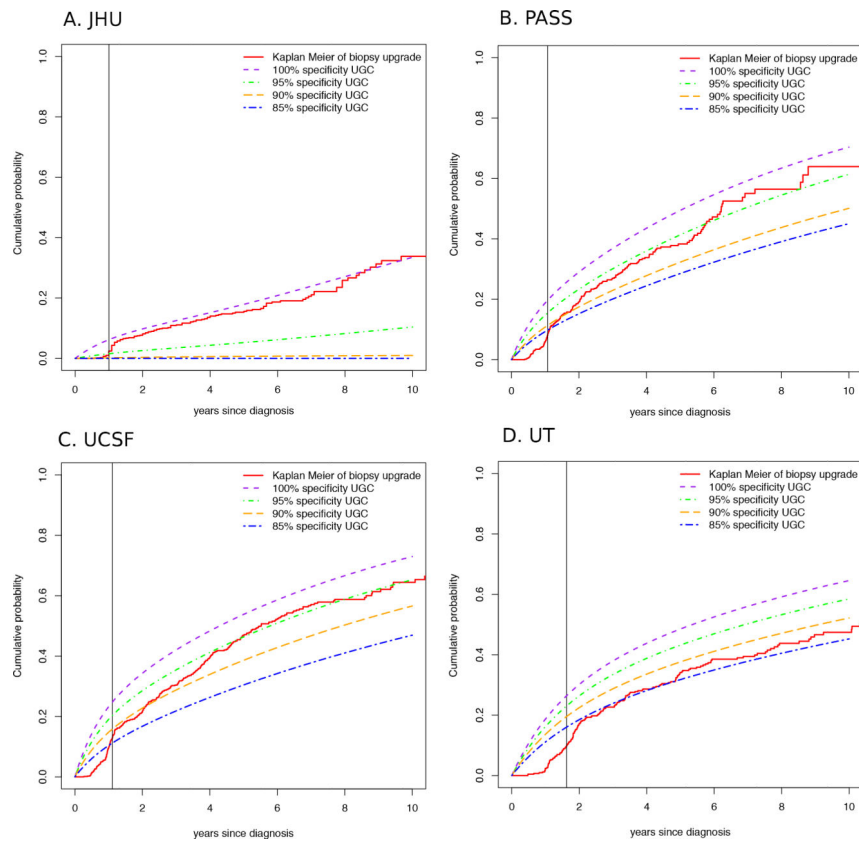 A. JHU
Kaplan Meier of biopsy upgrade
100% specificity UGC
95% specificity UGC
90% specificity UGC
85% specificity UGC
Cumulative probability
0.0 0.2 0.4 0.6 0.8 1.0
0 2 4 6 8 10
years since diagnosis
B. PASS
Kaplan Meier of biopsy upgrade
100% specificity UGC
95% specificity UGC
90% specificity UGC
85% specificity UGC
Cumulative probability
0.0 0.2 0.4 0.6 0.8 1.0
0 2 4 6 8 10
years since diagnosis
C. UCSF
Kaplan Meier of biopsy upgrade
100% specificity UGC
95% specificity UGC
90% specificity UGC
85% specificity UGC
Cumulative probability
0.0 0.2 0.4 0.6 0.8 1.0
0 2 4 6 8 10
years since diagnosis
D. UT
Kaplan Meier of biopsy upgrade
100% specificity UGC
95% specificity UGC
90% specificity UGC
85% specificity UGC
Cumulative probability
0.0 0.2 0.4 0.6 0.8 1.0
0 2 4 6 8 10
years since diagnosis